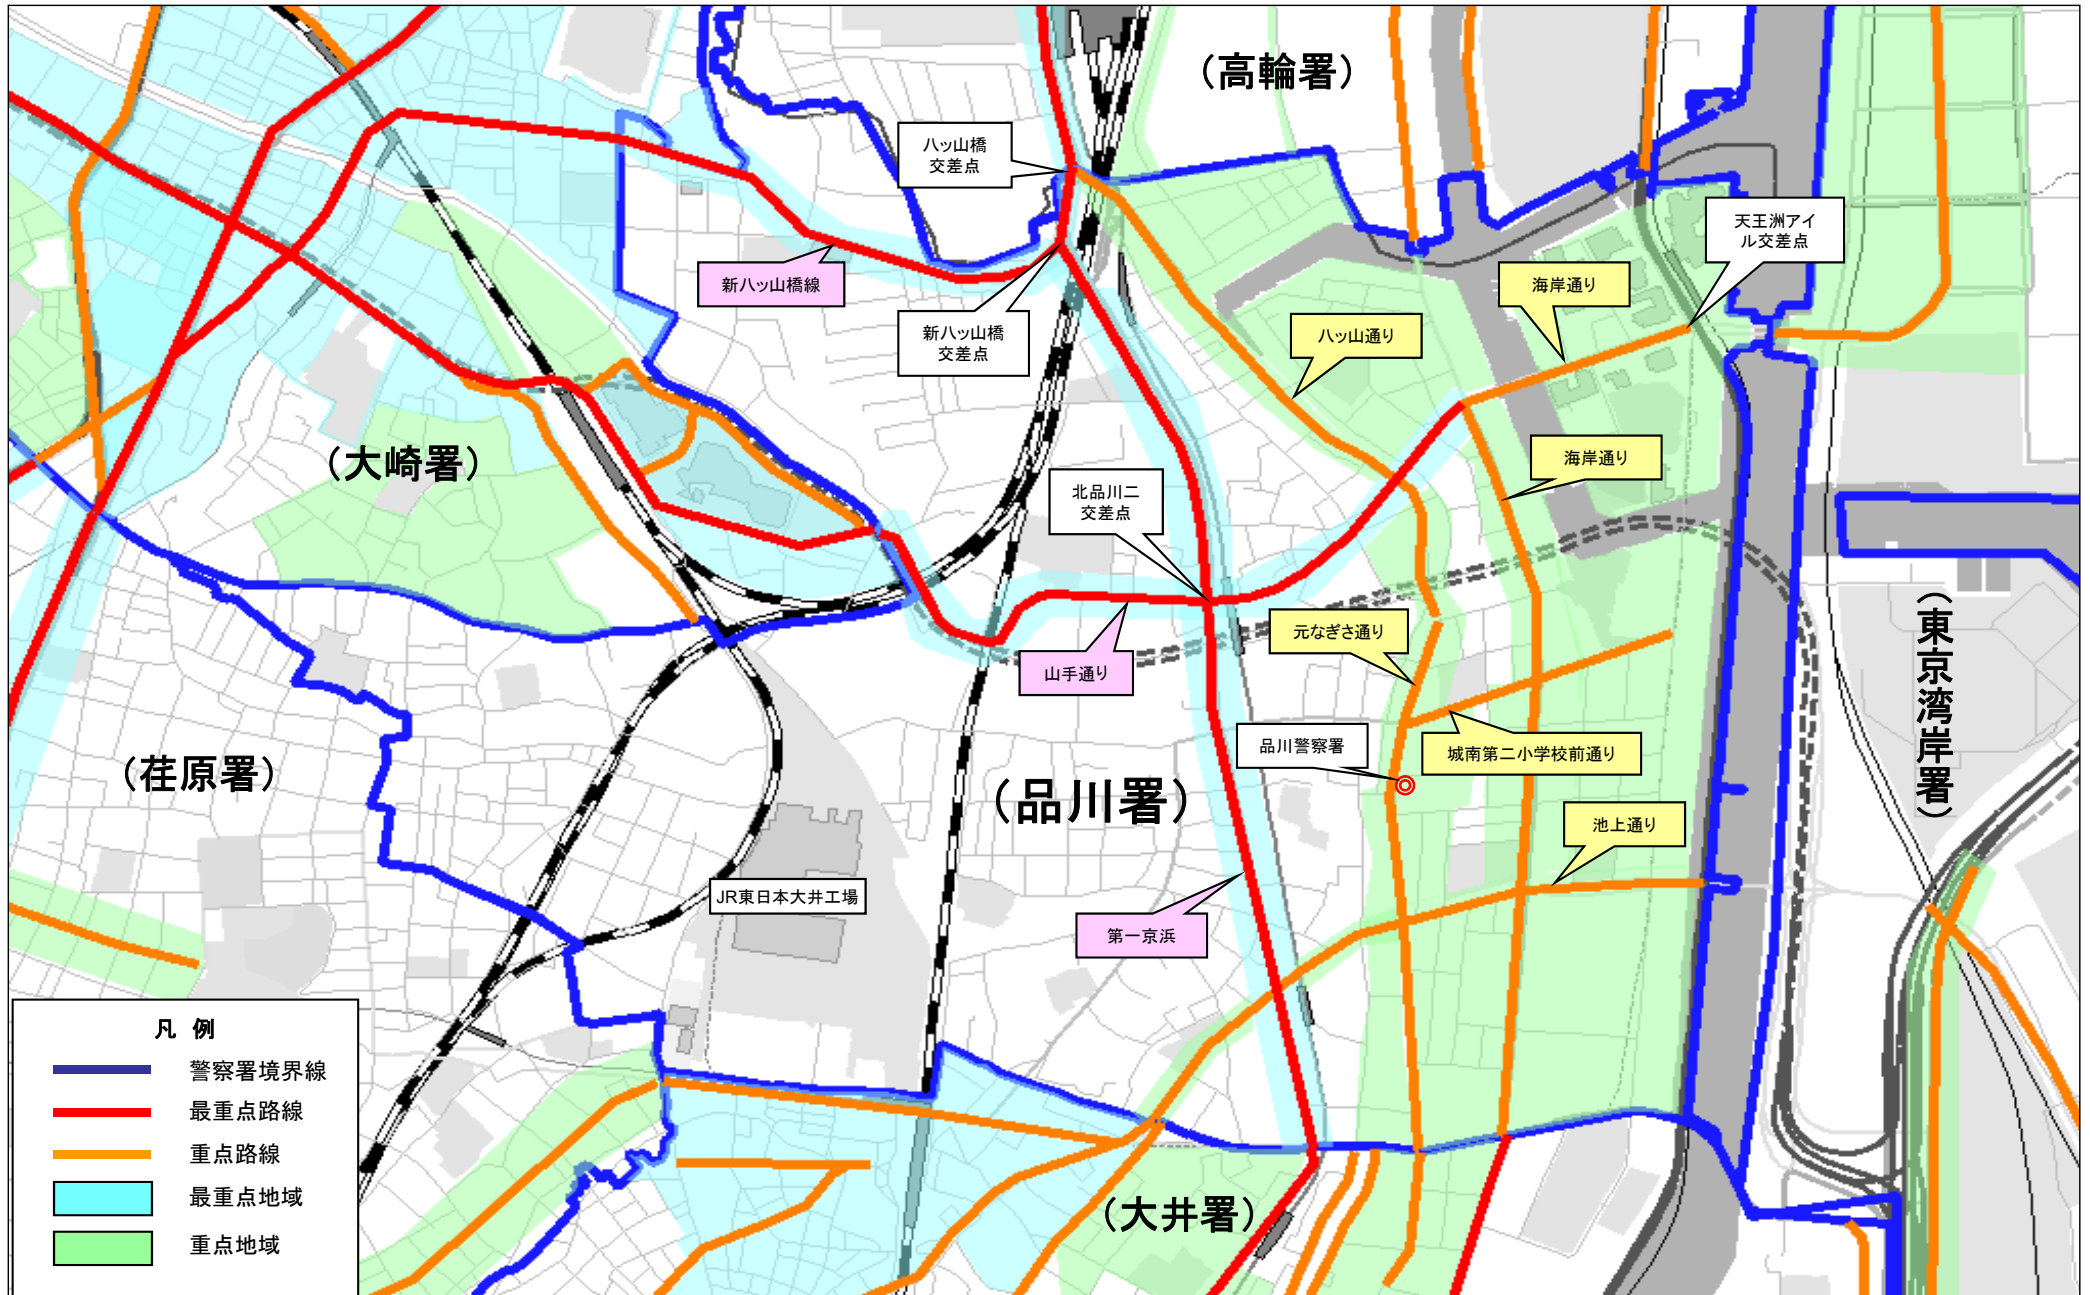 （高輪署）
八ッ山橋
交差点
天王洲アイ
ル交差点
新八ッ山橋線
海岸通り
新八ッ山橋
交差点
八ッ山通り
（大崎署）
海岸通り
北品川二
交差点
元なぎさ通り
（東京湾岸署）
山手通り
（荏原署）
品川警察署
城南第二小学校前通り
（品川署）
池上通り
JR東日本大井工場
第一京浜
（大井署）
凡 例
警察署境界線
最重点路線
重点路線
最重点地域
重点地域